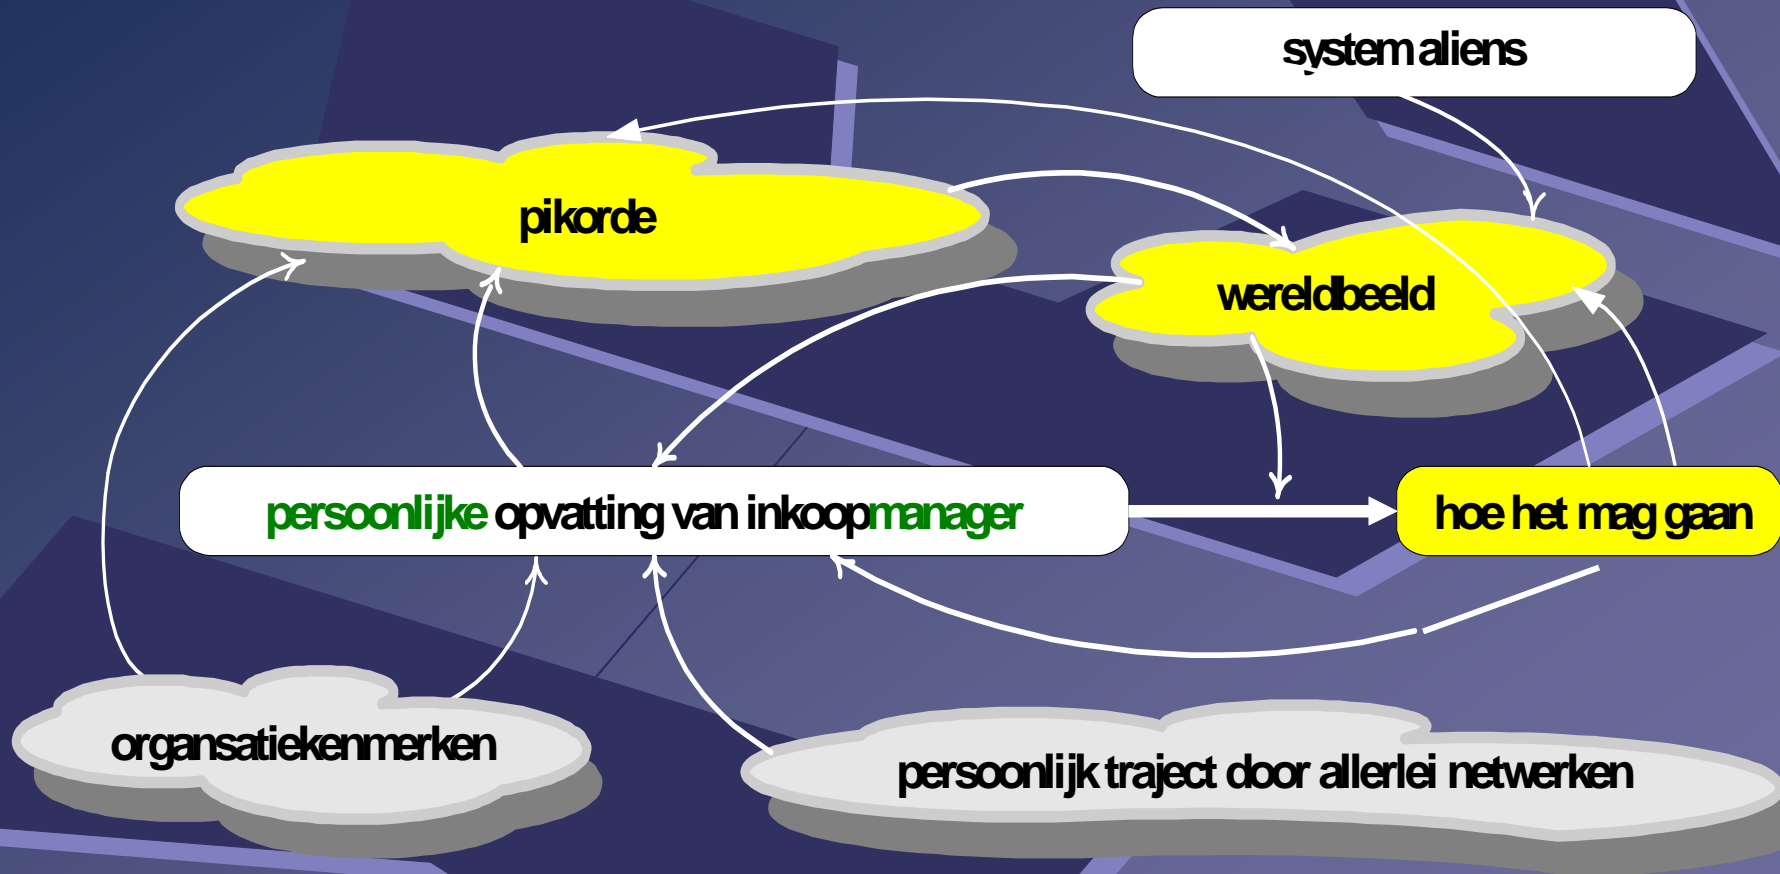 system aliens
pikorde
wereldbeeld
persoonlijke opvatting van inkoopmanager
hoe het mag gaan
organsatiekenmerken
persoonlijk traject door allerlei netwerken